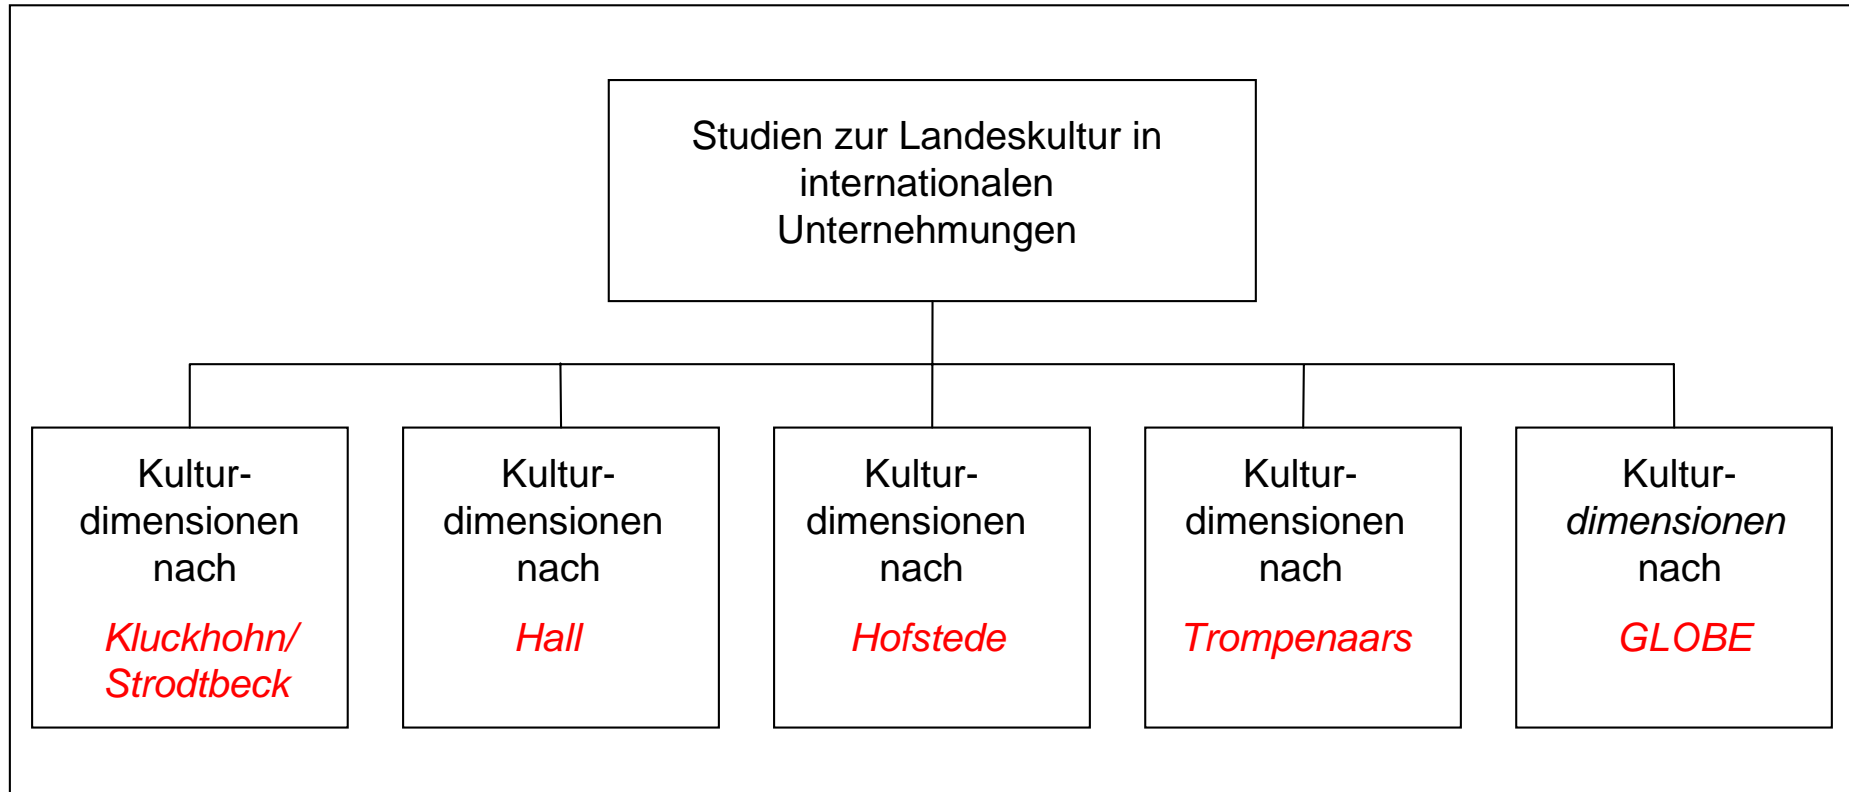 Studien zur Landeskultur in
internationalen
Unternehmungen
Kultur-
dimensionen
nach
Kluckhohn/
Strodtbeck
Kultur-
dimensionen
nach
Hall
Kultur-
dimensionen
nach
Hofstede
Kultur-
dimensionen
nach
Trompenaars
Kultur-
dimensionen
nach
GLOBE